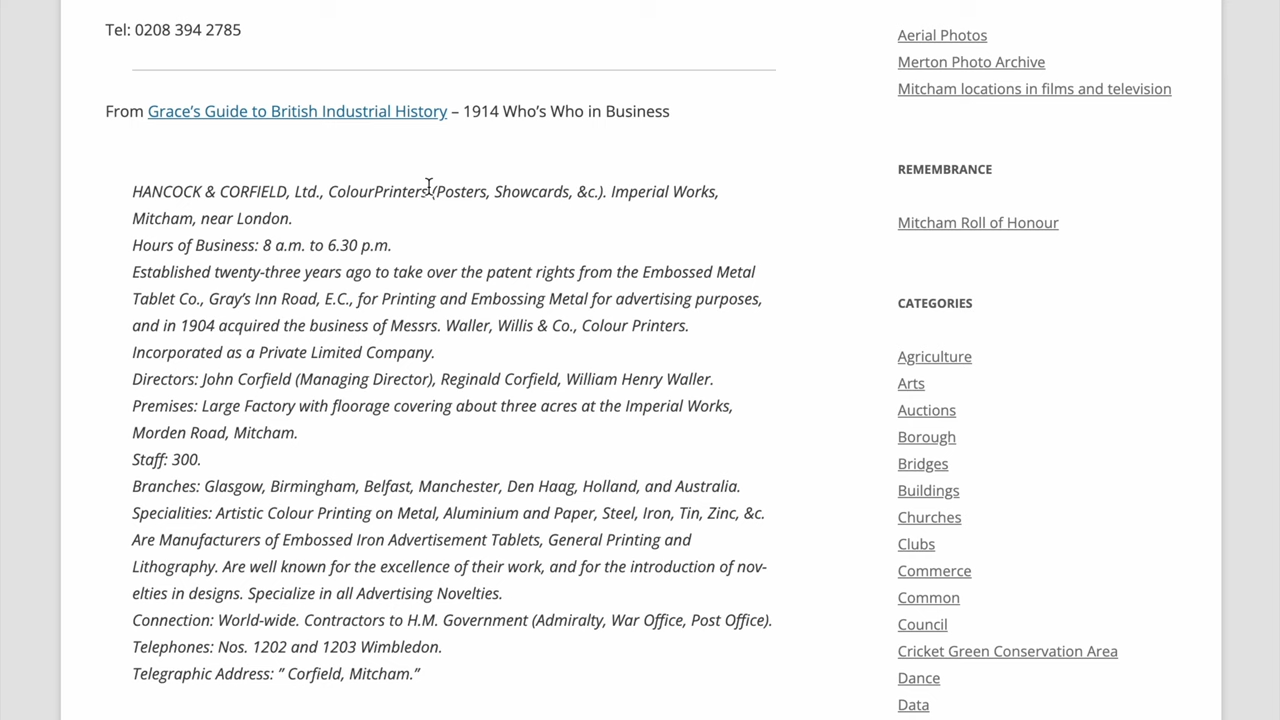 Tel: 0208 394 2785
From Grace’s Guide to British Industrial History – 1914 Who’s Who in Business
HANCOCK & CORFIELD, Ltd., ColourPrinters (Posters, Showcards, &c.). Imperial Works,
Mitcham, near London.
Hours of Business: 8 a.m. to 6.30 p.m.
Established twenty-three years ago to take over the patent rights from the Embossed Metal
Tablet Co., Gray’s Inn Road, E.C., for Printing and Embossing Metal for advertising purposes,
and in 1904 acquired the business of Messrs. Waller, Willis & Co., Colour Printers.
Incorporated as a Private Limited Company.
Directors: John Corfield (Managing Director), Reginald Corfield, William Henry Waller.
Premises: Large Factory with floorage covering about three acres at the Imperial Works,
Morden Road, Mitcham.
Staff: 300.
Branches: Glasgow, Birmingham, Belfast, Manchester, Den Haag, Holland, and Australia.
Specialities: Artistic Colour Printing on Metal, Aluminium and Paper, Steel, Iron, Tin, Zinc, &c.
Are Manufacturers of Embossed Iron Advertisement Tablets, General Printing and
Lithography. Are well known for the excellence of their work, and for the introduction of nov-
elties in designs. Specialize in all Advertising Novelties.
Connection: World-wide. Contractors to H.M. Government (Admiralty, War Office, Post Office).
Telephones: Nos. 1202 and 1203 Wimbledon.
Telegraphic Address: ” Corfield, Mitcham.”
Aerial Photos
Merton Photo Archive
Mitcham locations in films and television
REMEMBRANCE
Mitcham Roll of Honour
CATEGORIES
Agriculture
Arts
Auctions
Borough
Bridges
Buildings
Churches
Clubs
Commerce
Common
Council
Cricket Green Conservation Area
Dance
Data